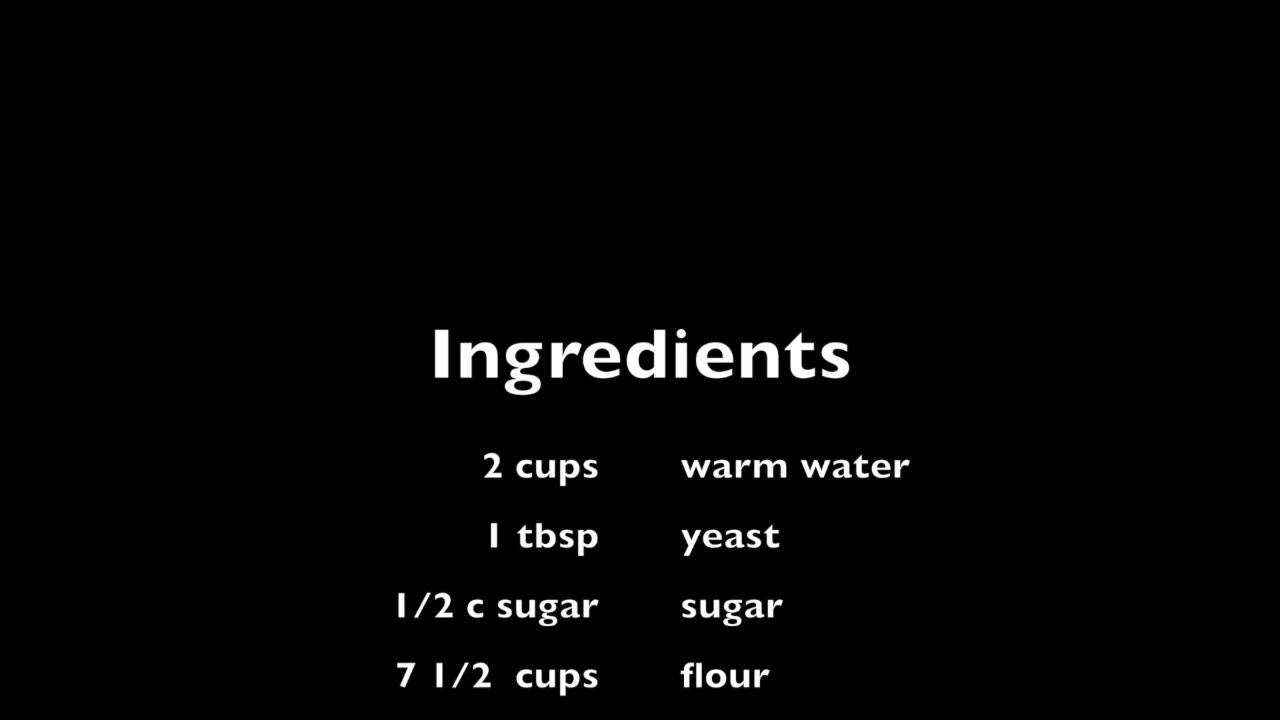 Ingredients
2 cups warm water
1 tbsp yeast
1/2 c sugar sugar
7 1/2 cups flour